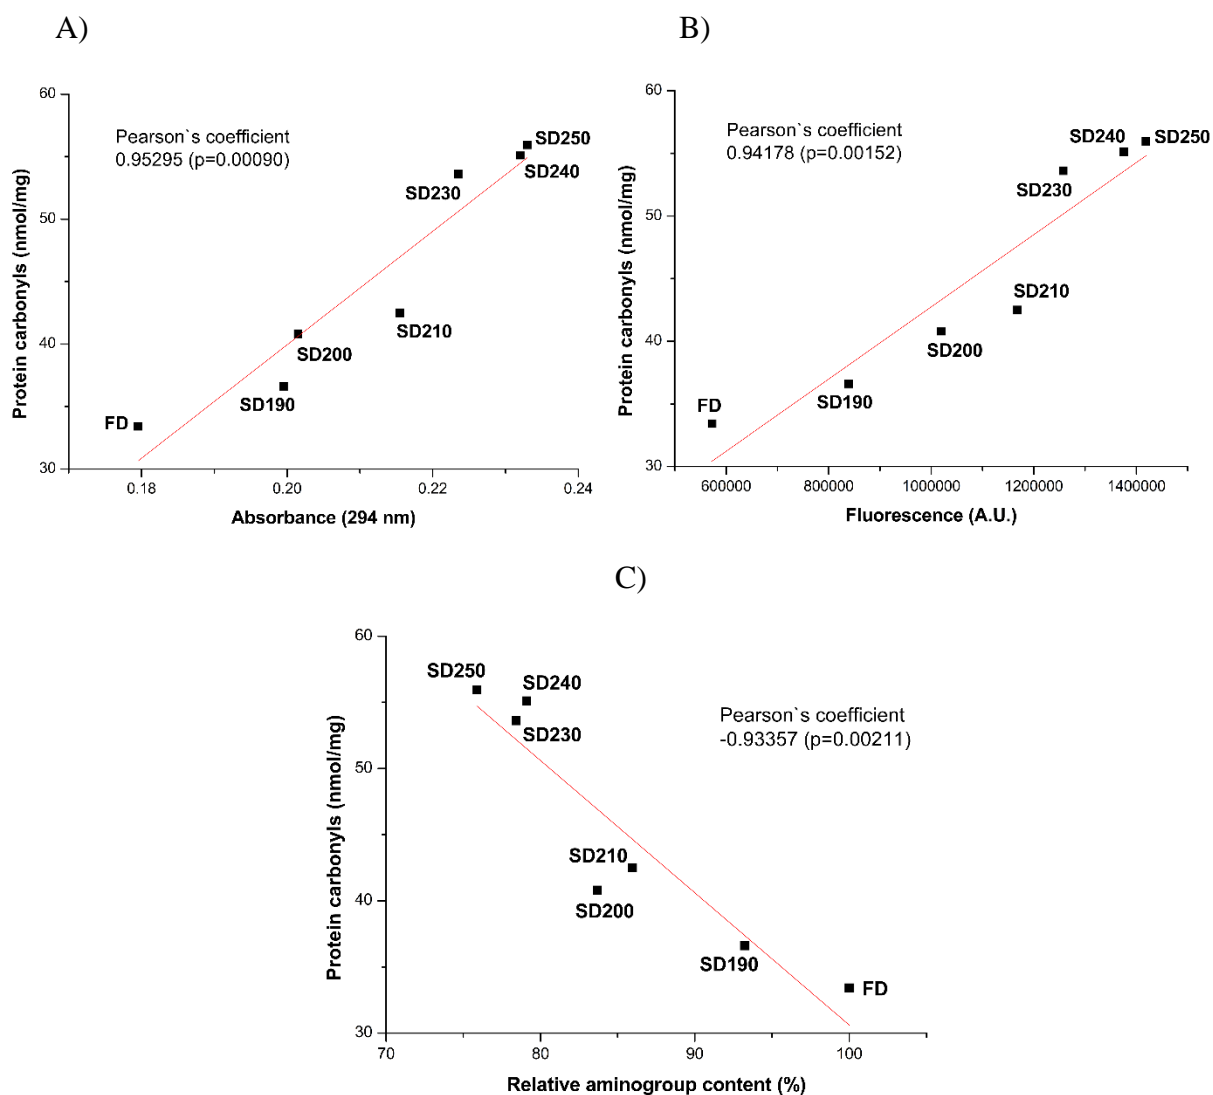 A)
B)
60
50
40
30
Protein carbonyls (nmol/mg)
Pearson`s coefficient
0.95295 (p=0.00090)
SD250
SD240
SD230
SD210
SD200
SD190
FD
0.18
0.20
0.22
0.24
Absorbance (294 nm)
60
50
40
30
Protein carbonyls (nmol/mg)
Pearson`s coefficient
0.94178 (p=0.00152)
SD240
SD250
SD230
SD210
SD200
SD190
FD
600000
800000
1000000
1200000
1400000
Fluorescence (A.U.)
C)
60
50
40
30
Protein carbonyls (nmol/mg)
SD250
SD240
SD230
Pearson`s coefficient
-0.93357 (p=0.00211)
SD210
SD200
SD190
FD
70
80
90
100
Relative aminogroup content (%)